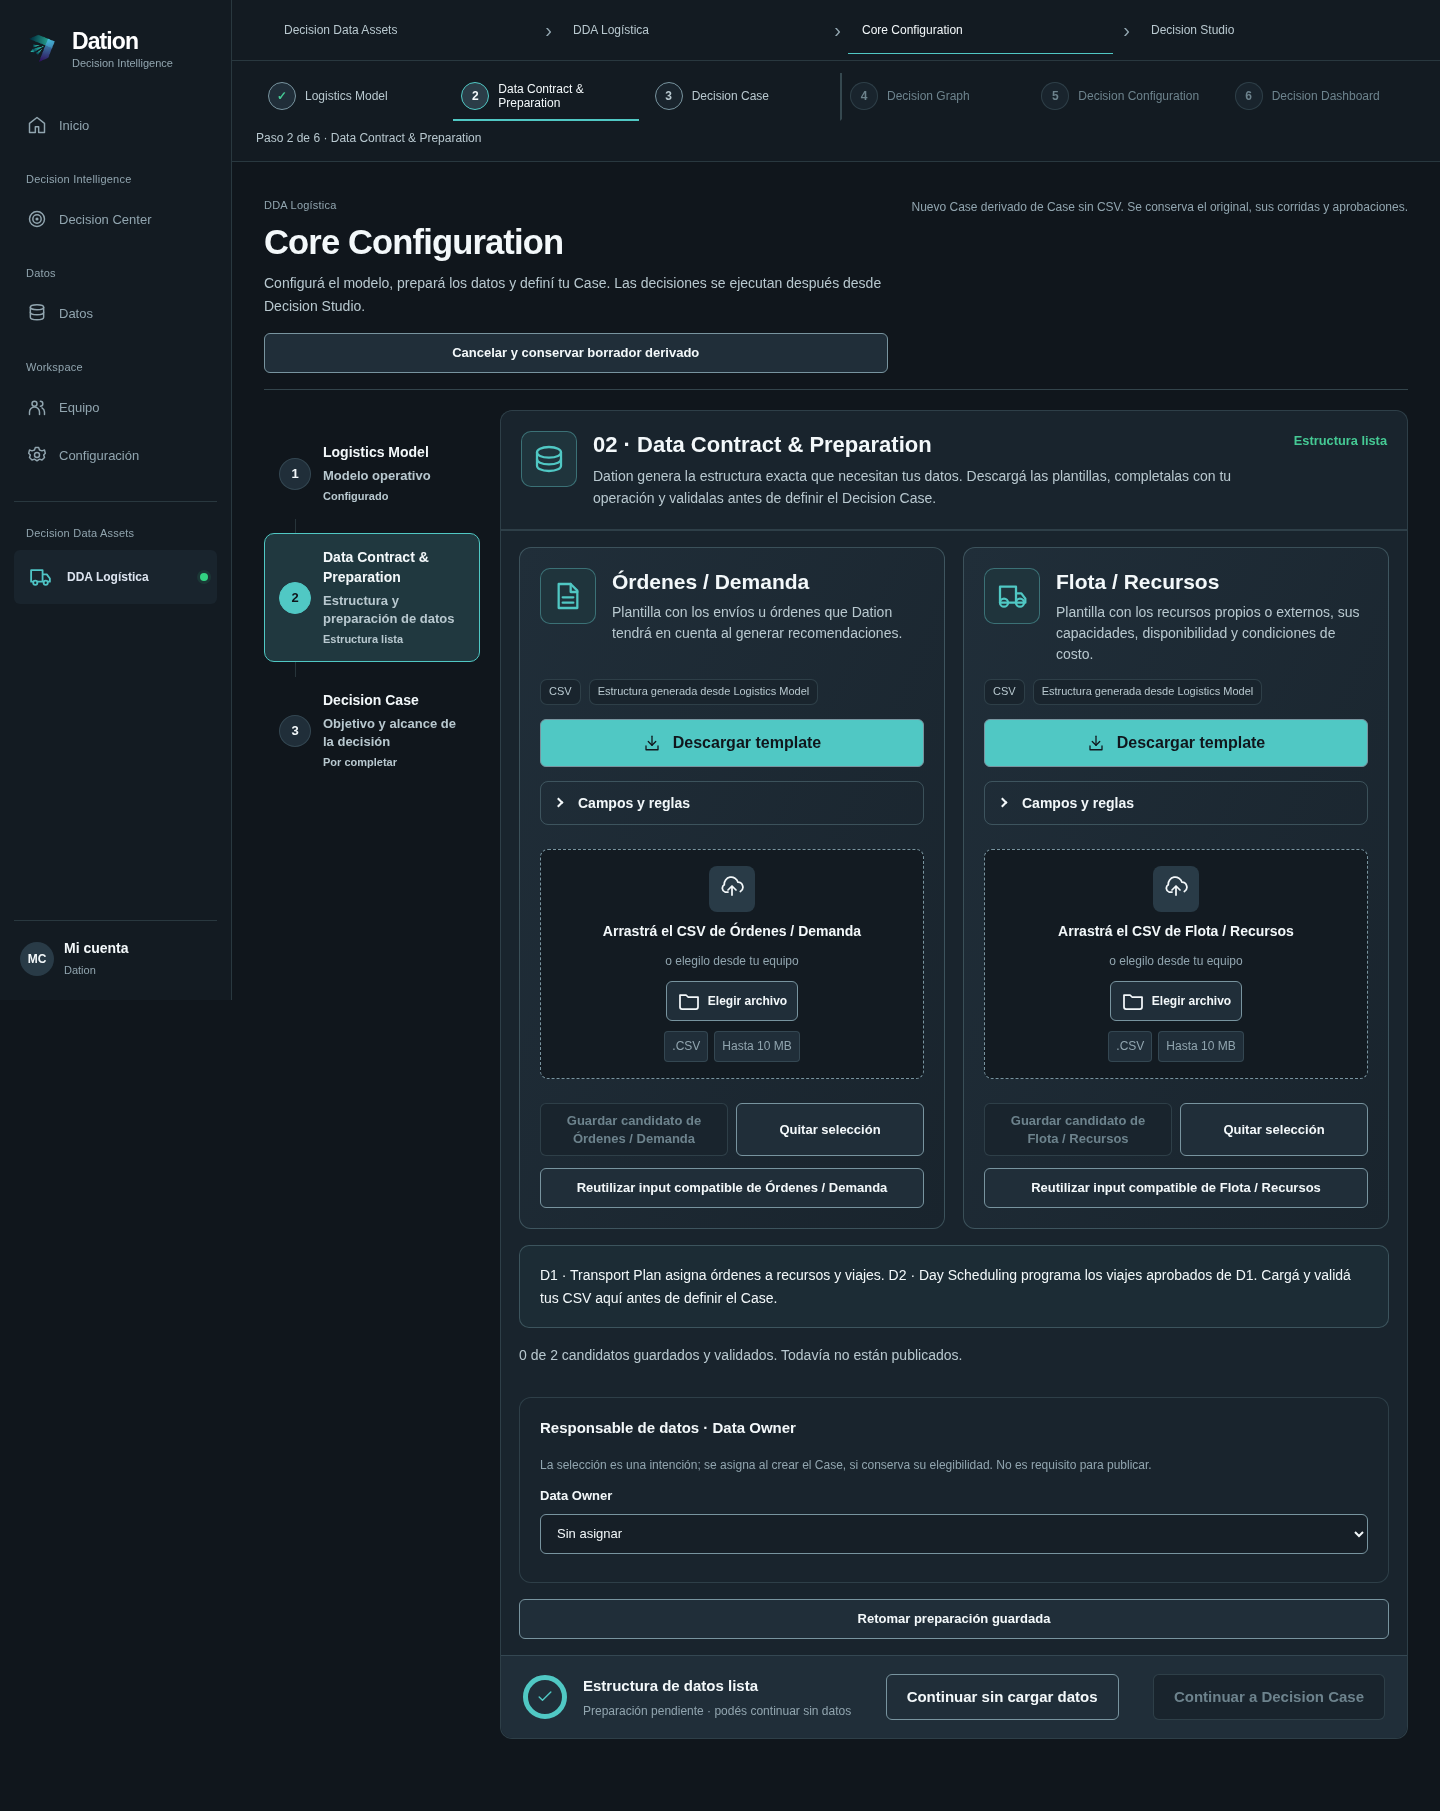 Dation
Decision Intelligence
Inicio
Decision Intelligence
Decision Center
Datos
Datos
Workspace
Equipo
Configuración
Decision Data Assets
DDA Logística
MC
Mi cuenta
Dation
Decision Data Assets
› DDA Logística
› Core Configuration
› Decision Studio
✓ Logistics Model
2 Data Contract &
Preparation
3 Decision Case
4 Decision Graph
5 Decision Configuration
6 Decision Dashboard
Paso 2 de 6 · Data Contract & Preparation
DDA Logística
Nuevo Case derivado de Case sin CSV. Se conserva el original, sus corridas y aprobaciones.
Core Configuration
Configurá el modelo, prepará los datos y definí tu Case. Las decisiones se ejecutan después desde
Decision Studio.
Cancelar y conservar borrador derivado
1
Logistics Model
Modelo operativo
Configurado
2
Data Contract &
Preparation
Estructura y
preparación de datos
Estructura lista
3
Decision Case
Objetivo y alcance de
la decisión
Por completar
02 · Data Contract & Preparation
Estructura lista
Dation genera la estructura exacta que necesitan tus datos. Descargá las plantillas, completalas con tu
operación y validalas antes de definir el Decision Case.
Órdenes / Demanda
Plantilla con los envíos u órdenes que Dation
tendrá en cuenta al generar recomendaciones.
CSV
Estructura generada desde Logistics Model
Descargar template
Campos y reglas
Arrastrá el CSV de Órdenes / Demanda
o elegilo desde tu equipo
Elegir archivo
.CSV
Hasta 10 MB
Guardar candidato de
Órdenes / Demanda
Quitar selección
Reutilizar input compatible de Órdenes / Demanda
Flota / Recursos
Plantilla con los recursos propios o externos, sus
capacidades, disponibilidad y condiciones de
costo.
CSV
Estructura generada desde Logistics Model
Descargar template
Campos y reglas
Arrastrá el CSV de Flota / Recursos
o elegilo desde tu equipo
Elegir archivo
.CSV
Hasta 10 MB
Guardar candidato de
Flota / Recursos
Quitar selección
Reutilizar input compatible de Flota / Recursos
D1 · Transport Plan asigna órdenes a recursos y viajes. D2 · Day Scheduling programa los viajes aprobados de D1. Cargá y validá
tus CSV aquí antes de definir el Case.
0 de 2 candidatos guardados y validados. Todavía no están publicados.
Responsable de datos · Data Owner
La selección es una intención; se asigna al crear el Case, si conserva su elegibilidad. No es requisito para publicar.
Data Owner
Sin asignar
Retomar preparación guardada
Estructura de datos lista
Preparación pendiente · podés continuar sin datos
Continuar sin cargar datos
Continuar a Decision Case